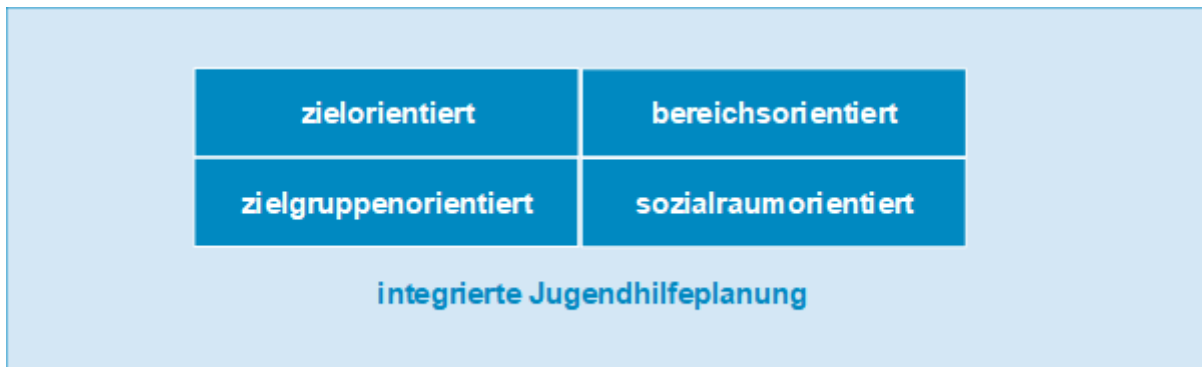 zielorientiert
bereichsorientiert
zielgruppenorientiert
sozialraumorientiert
integrierte Jugendhilfeplanung